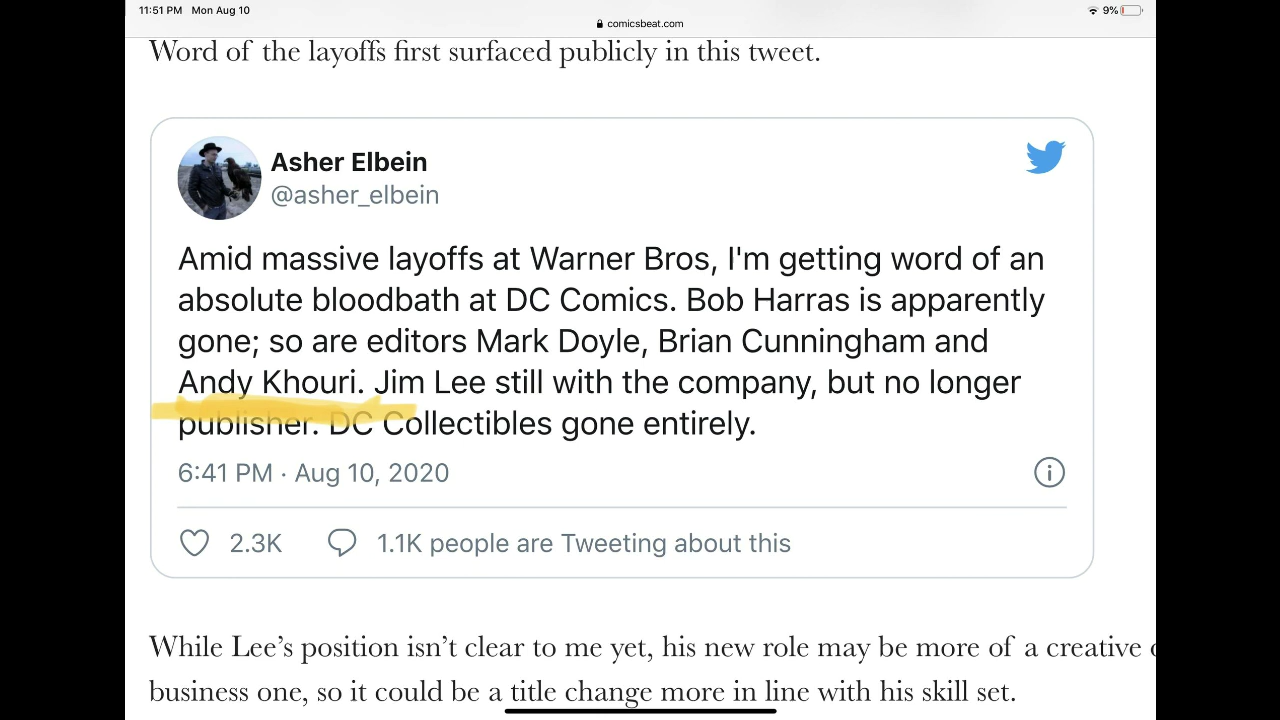 11:51 PM Mon Aug 10
9%
comicsbeat.com
Word of the layoffs first surfaced publicly in this tweet.
Asher Elbein
@asher_elbein
Amid massive layoffs at Warner Bros, I'm getting word of an
absolute bloodbath at DC Comics. Bob Harras is apparently
gone; so are editors Mark Doyle, Brian Cunningham and
Andy Khouri. Jim Lee still with the company, but no longer
publisher. DC Collectibles gone entirely.
6:41 PM · Aug 10, 2020
2.3K 1.1K people are Tweeting about this
While Lee’s position isn’t clear to me yet, his new role may be more of a creative
business one, so it could be a title change more in line with his skill set.